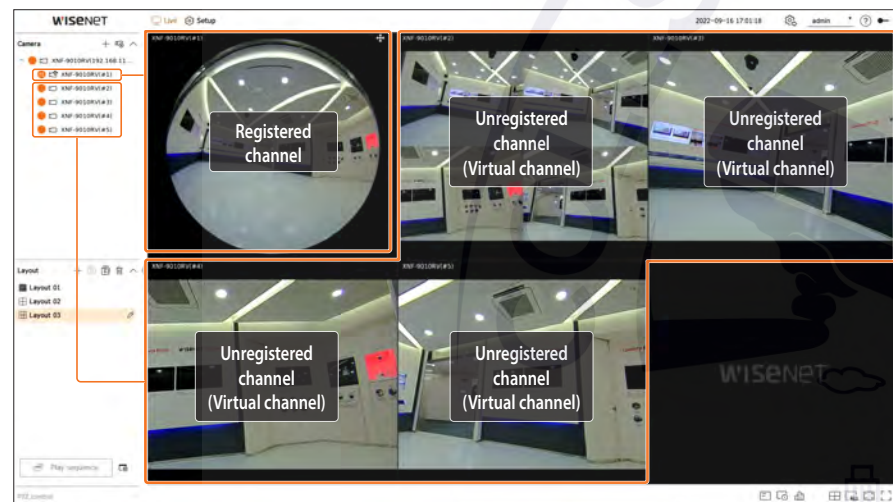 WISENET
Live
Setup
2022-09-16 17:01:18
admin
Camera
XNF-9010RV(192.168.11...
XNF-9010RV(#1)
XNF-9010RV(#2)
XNF-9010RV(#3)
XNF-9010RV(#4)
XNF-9010RV(#5)
XNF-9010RV(#1)
Registered
channel
XNF-9010RV(#2)
Unregistered
channel
(Virtual channel)
XNF-9010RV(#3)
Unregistered
channel
(Virtual channel)
Layout
Layout 01
Layout 02
Layout 03
XNF-9010RV(#4)
Unregistered
channel
(Virtual channel)
XNF-9010RV(#5)
Unregistered
channel
(Virtual channel)
WISENET
Play sequence
PTZ control